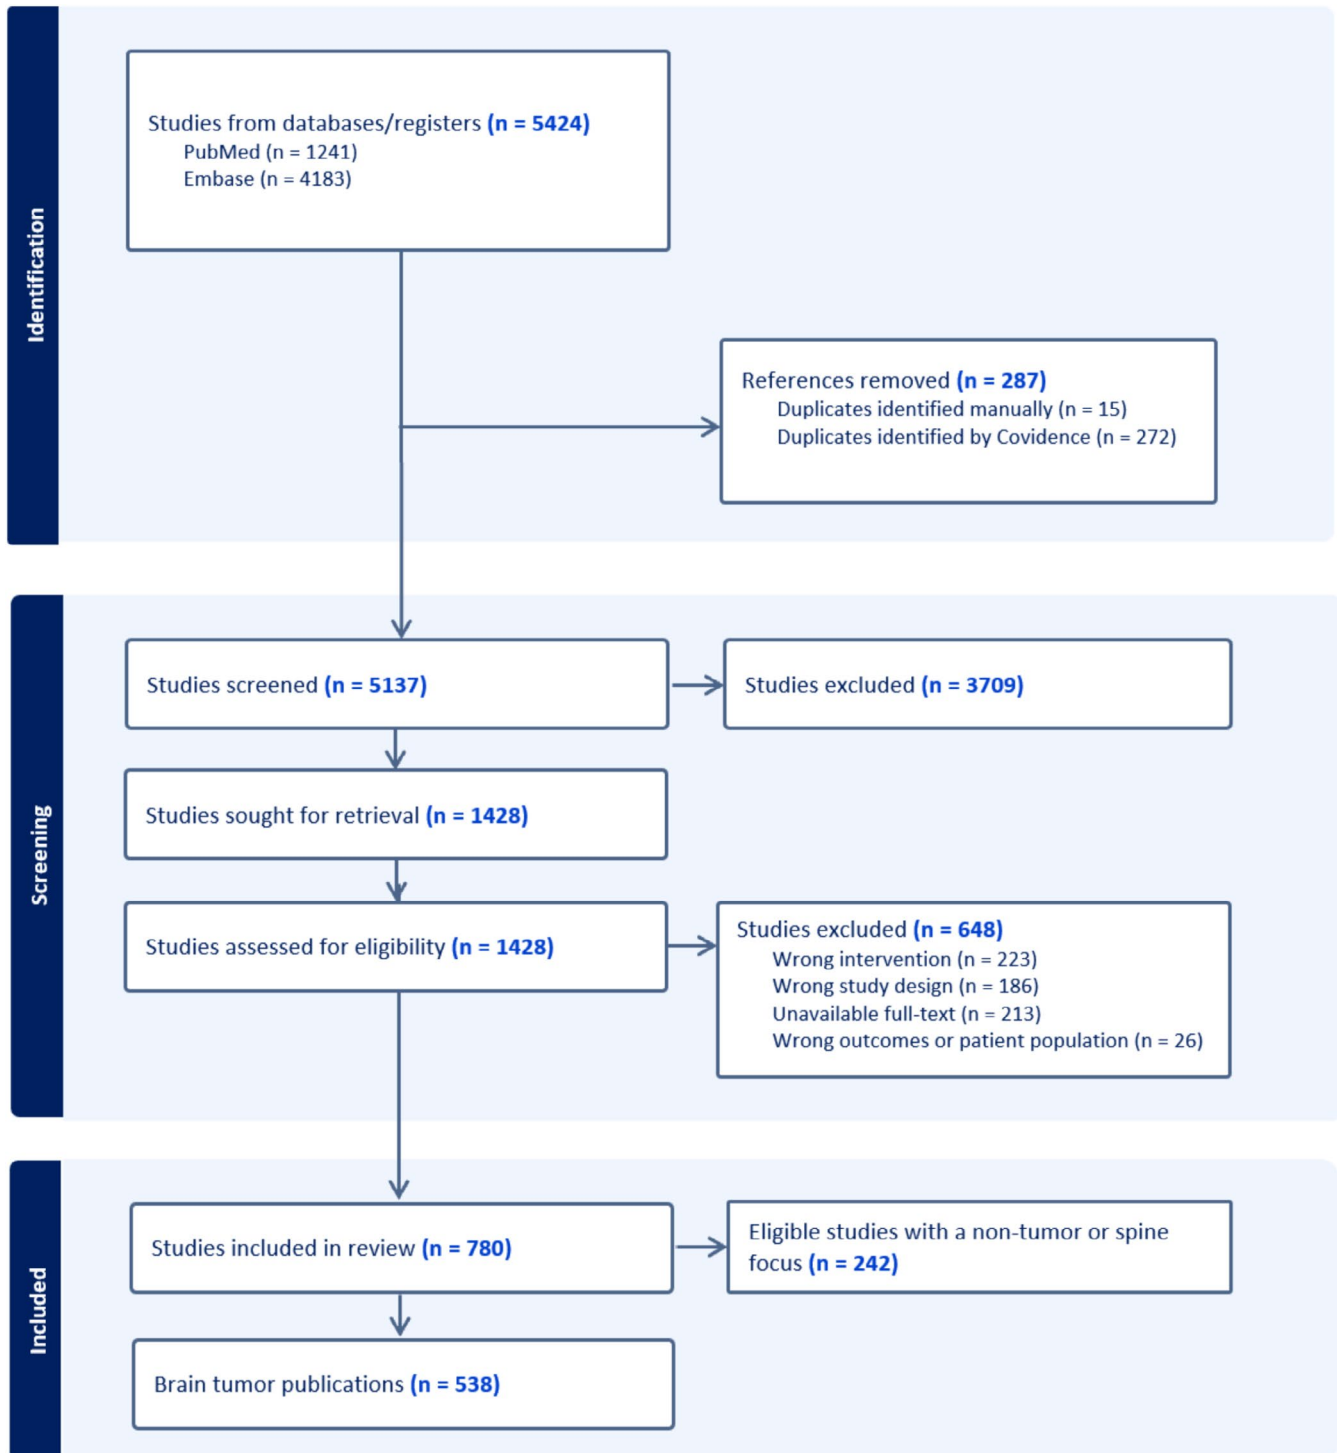 Identification
Studies from databases/registers (n = 5424)
PubMed (n = 1241)
Embase (n = 4183)
References removed (n = 287)
Duplicates identified manually (n = 15)
Duplicates identified by Covidence (n = 272)
Screening
Studies screened (n = 5137)
Studies excluded (n = 3709)
Studies sought for retrieval (n = 1428)
Studies assessed for eligibility (n = 1428)
Studies excluded (n = 648)
Wrong intervention (n = 223)
Wrong study design (n = 186)
Unavailable full-text (n = 213)
Wrong outcomes or patient population (n = 26)
Included
Studies included in review (n = 780)
Eligible studies with a non-tumor or spine
focus (n = 242)
Brain tumor publications (n = 538)